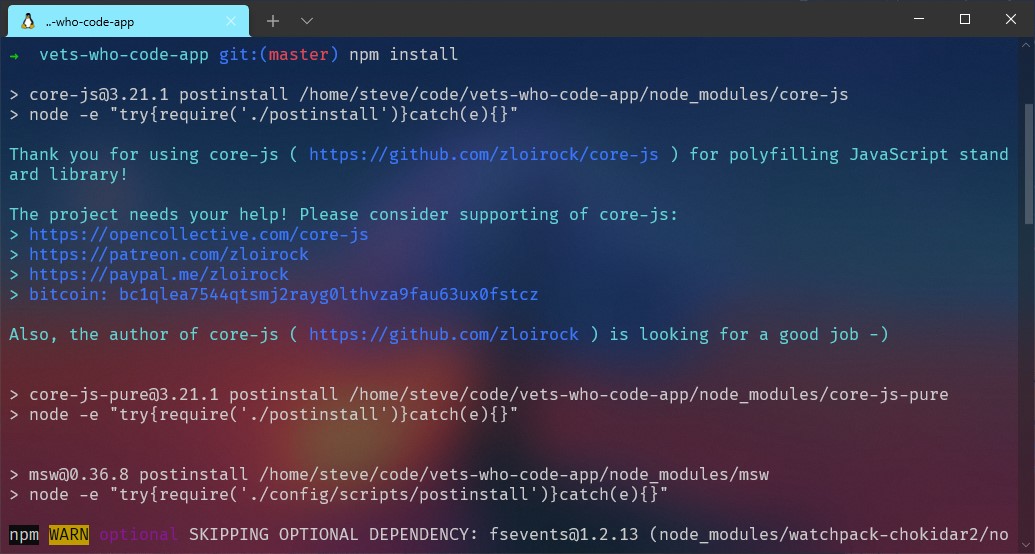 ..-who-code-app
→ vets-who-code-app git:(master) npm install
> core-js@3.21.1 postinstall /home/steve/code/vets-who-code-app/node_modules/core-js
> node -e "try{require('./postinstall')}catch(e){}"
Thank you for using core-js ( https://github.com/zloirock/core-js ) for polyfilling JavaScript stand
ard library!
The project needs your help! Please consider supporting of core-js:
> https://opencollective.com/core-js
> https://patreon.com/zloirock
> https://paypal.me/zloirock
> bitcoin: bc1qlea7544qtsmj2rayg0lthvza9fau63ux0fstcz
Also, the author of core-js ( https://github.com/zloirock ) is looking for a good job -)
> core-js-pure@3.21.1 postinstall /home/steve/code/vets-who-code-app/node_modules/core-js-pure
> node -e "try{require('./postinstall')}catch(e){}"
> msw@0.36.8 postinstall /home/steve/code/vets-who-code-app/node_modules/msw
> node -e "try{require('./config/scripts/postinstall')}catch(e){}"
npm WARN optional SKIPPING OPTIONAL DEPENDENCY: fsevents@1.2.13 (node_modules/watchpack-chokidar2/no